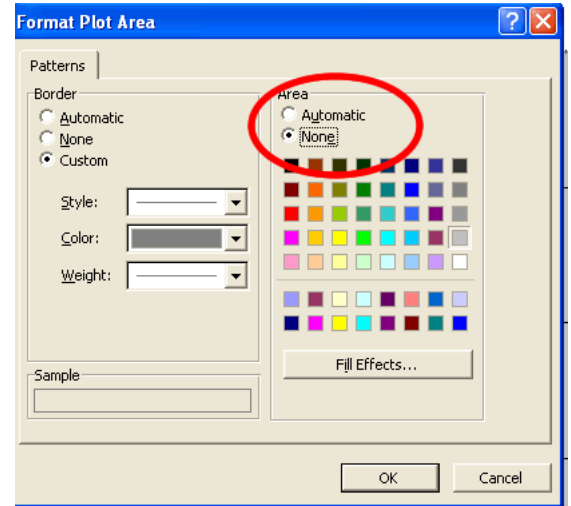 Format Plot Area
Patterns
Border
Automatic
None
Custom
Style:
Color:
Weight:
Sample
Area
Automatic
None
Fill Effects...
OK
Cancel